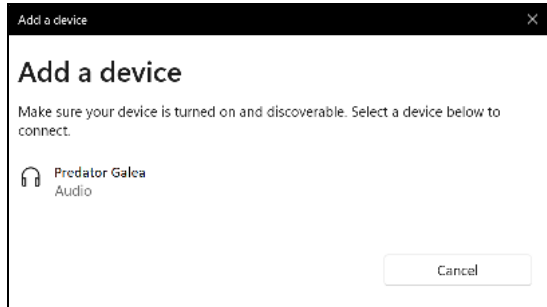 Add a device
Add a device
Make sure your device is turned on and discoverable. Select a device below to
connect.
Predator Galea
Audio
Cancel